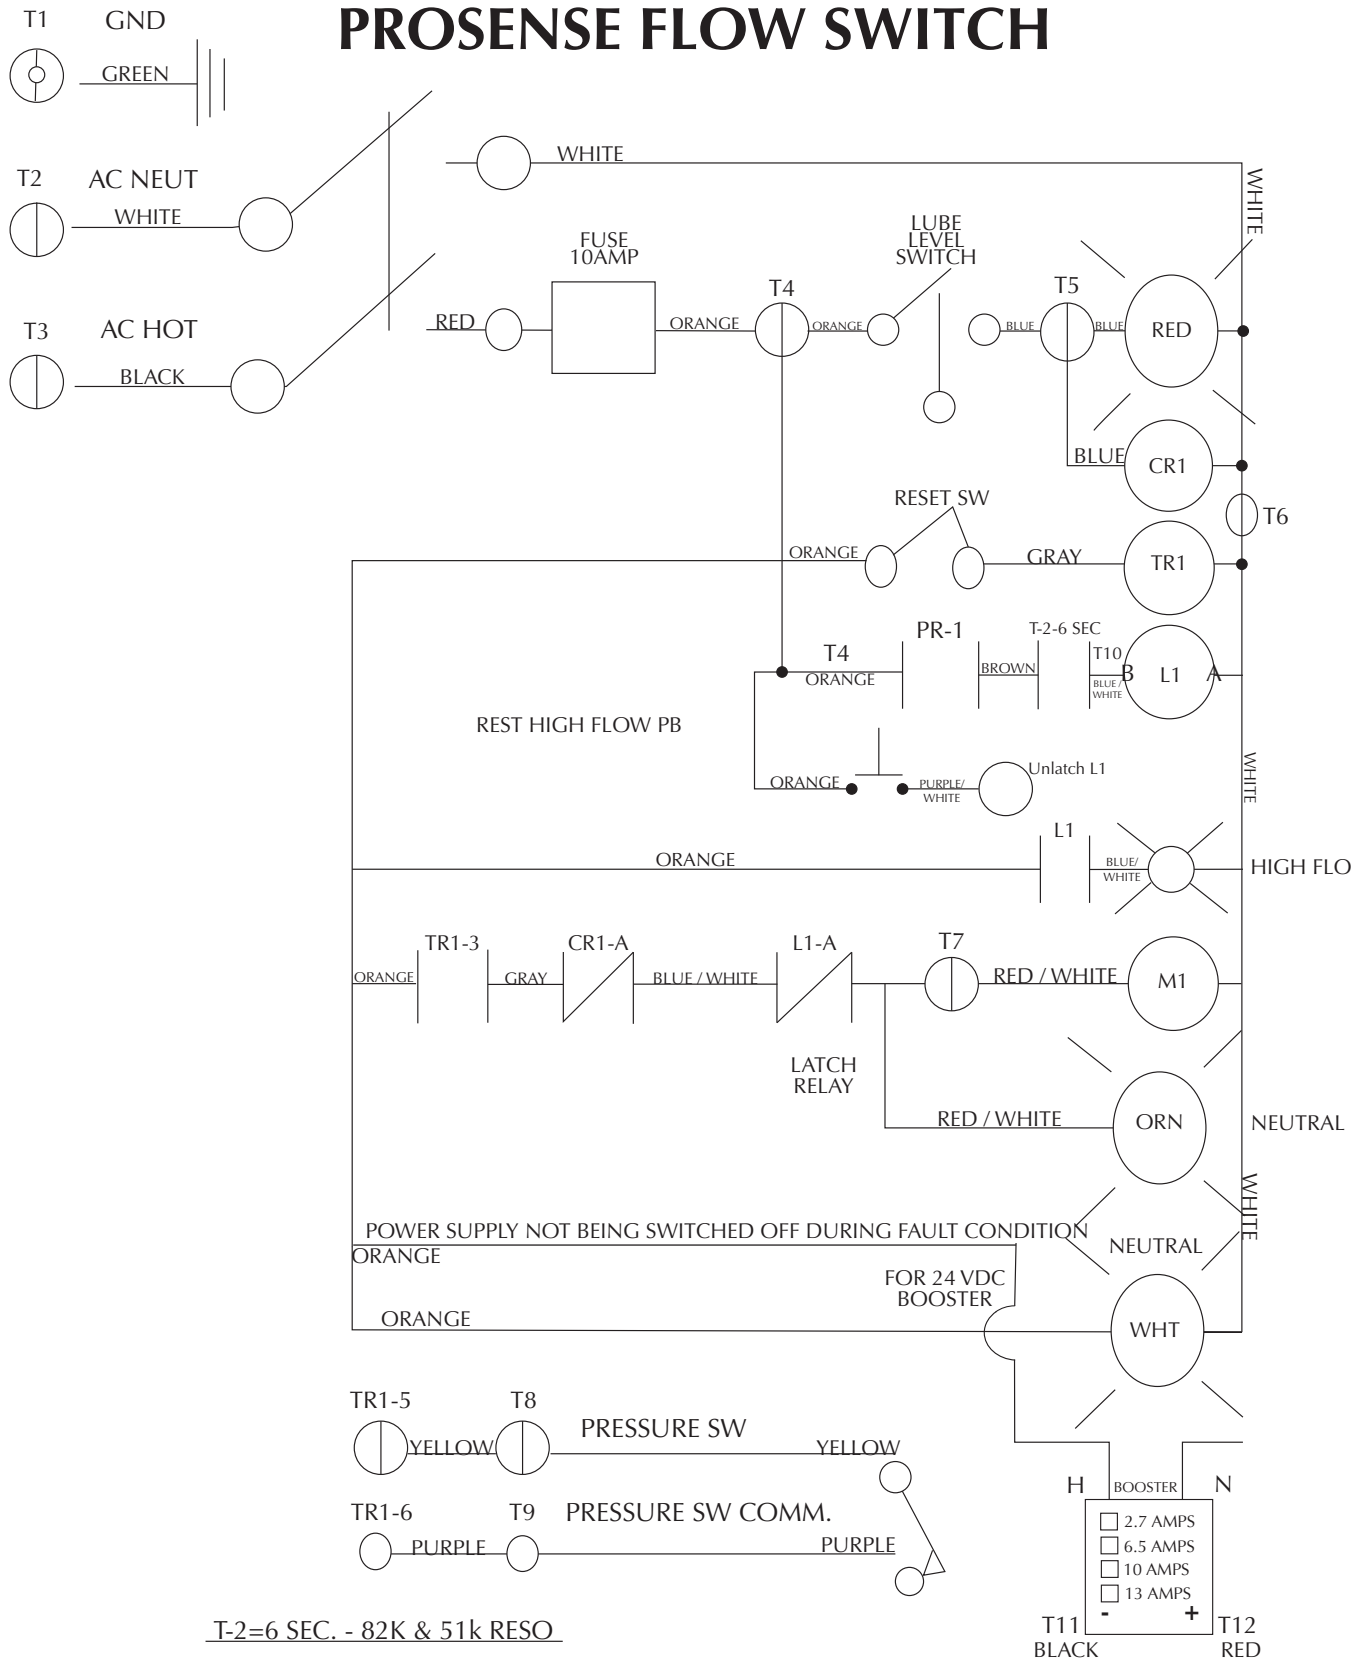 PROSENSE FLOW SWITCH
T1
GND
GREEN
T2
AC NEUT
WHITE
WHITE
WHITE
T3
AC HOT
BLACK
RED
FUSE
10AMP
ORANGE
T4
ORANGE
LUBE
LEVEL
SWITCH
BLUE
T5
BLUE
RED
BLUE
CR1
T6
RESET SW
ORANGE
GRAY
TR1
T4
ORANGE
PR-1
BROWN
T-2-6 SEC
T10
BLUE /
WHITE
B
L1
A
REST HIGH FLOW PB
ORANGE
PURPLE/
WHITE
Unlatch L1
WHITE
ORANGE
L1
BLUE/
WHITE
HIGH FLO
ORANGE
TR1-3
GRAY
CR1-A
BLUE / WHITE
L1-A
T7
RED / WHITE
M1
LATCH
RELAY
RED / WHITE
ORN
NEUTRAL
WHITE
POWER SUPPLY NOT BEING SWITCHED OFF DURING FAULT CONDITION
ORANGE
NEUTRAL
FOR 24 VDC
BOOSTER
ORANGE
WHT
TR1-5
YELLOW
T8
PRESSURE SW
YELLOW
TR1-6
PURPLE
T9
PRESSURE SW COMM.
PURPLE
H
BOOSTER
N
2.7 AMPS
6.5 AMPS
10 AMPS
13 AMPS
- +
T11
BLACK
T12
RED
T-2=6 SEC. - 82K & 51k RESO